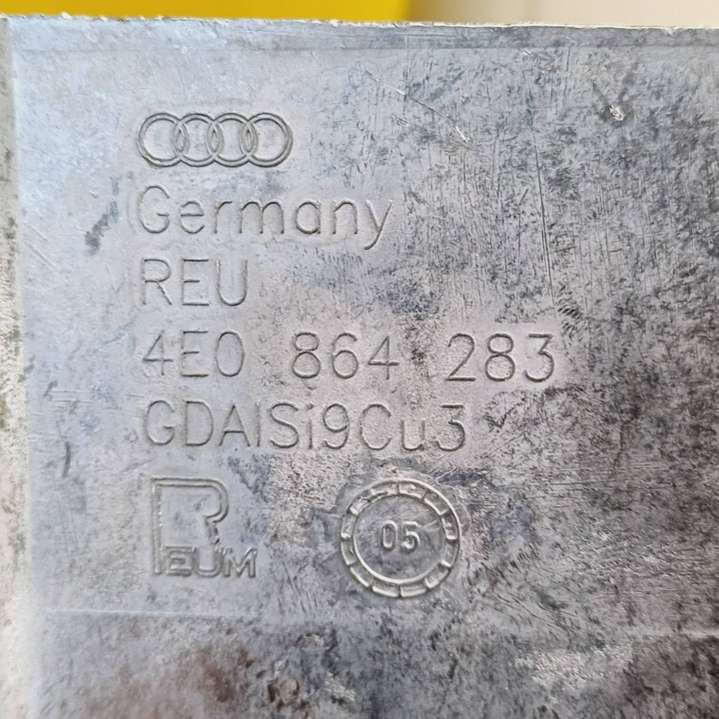 Germany
REU
4E0 864 283
GDAlSi9Cu3
REUM
05